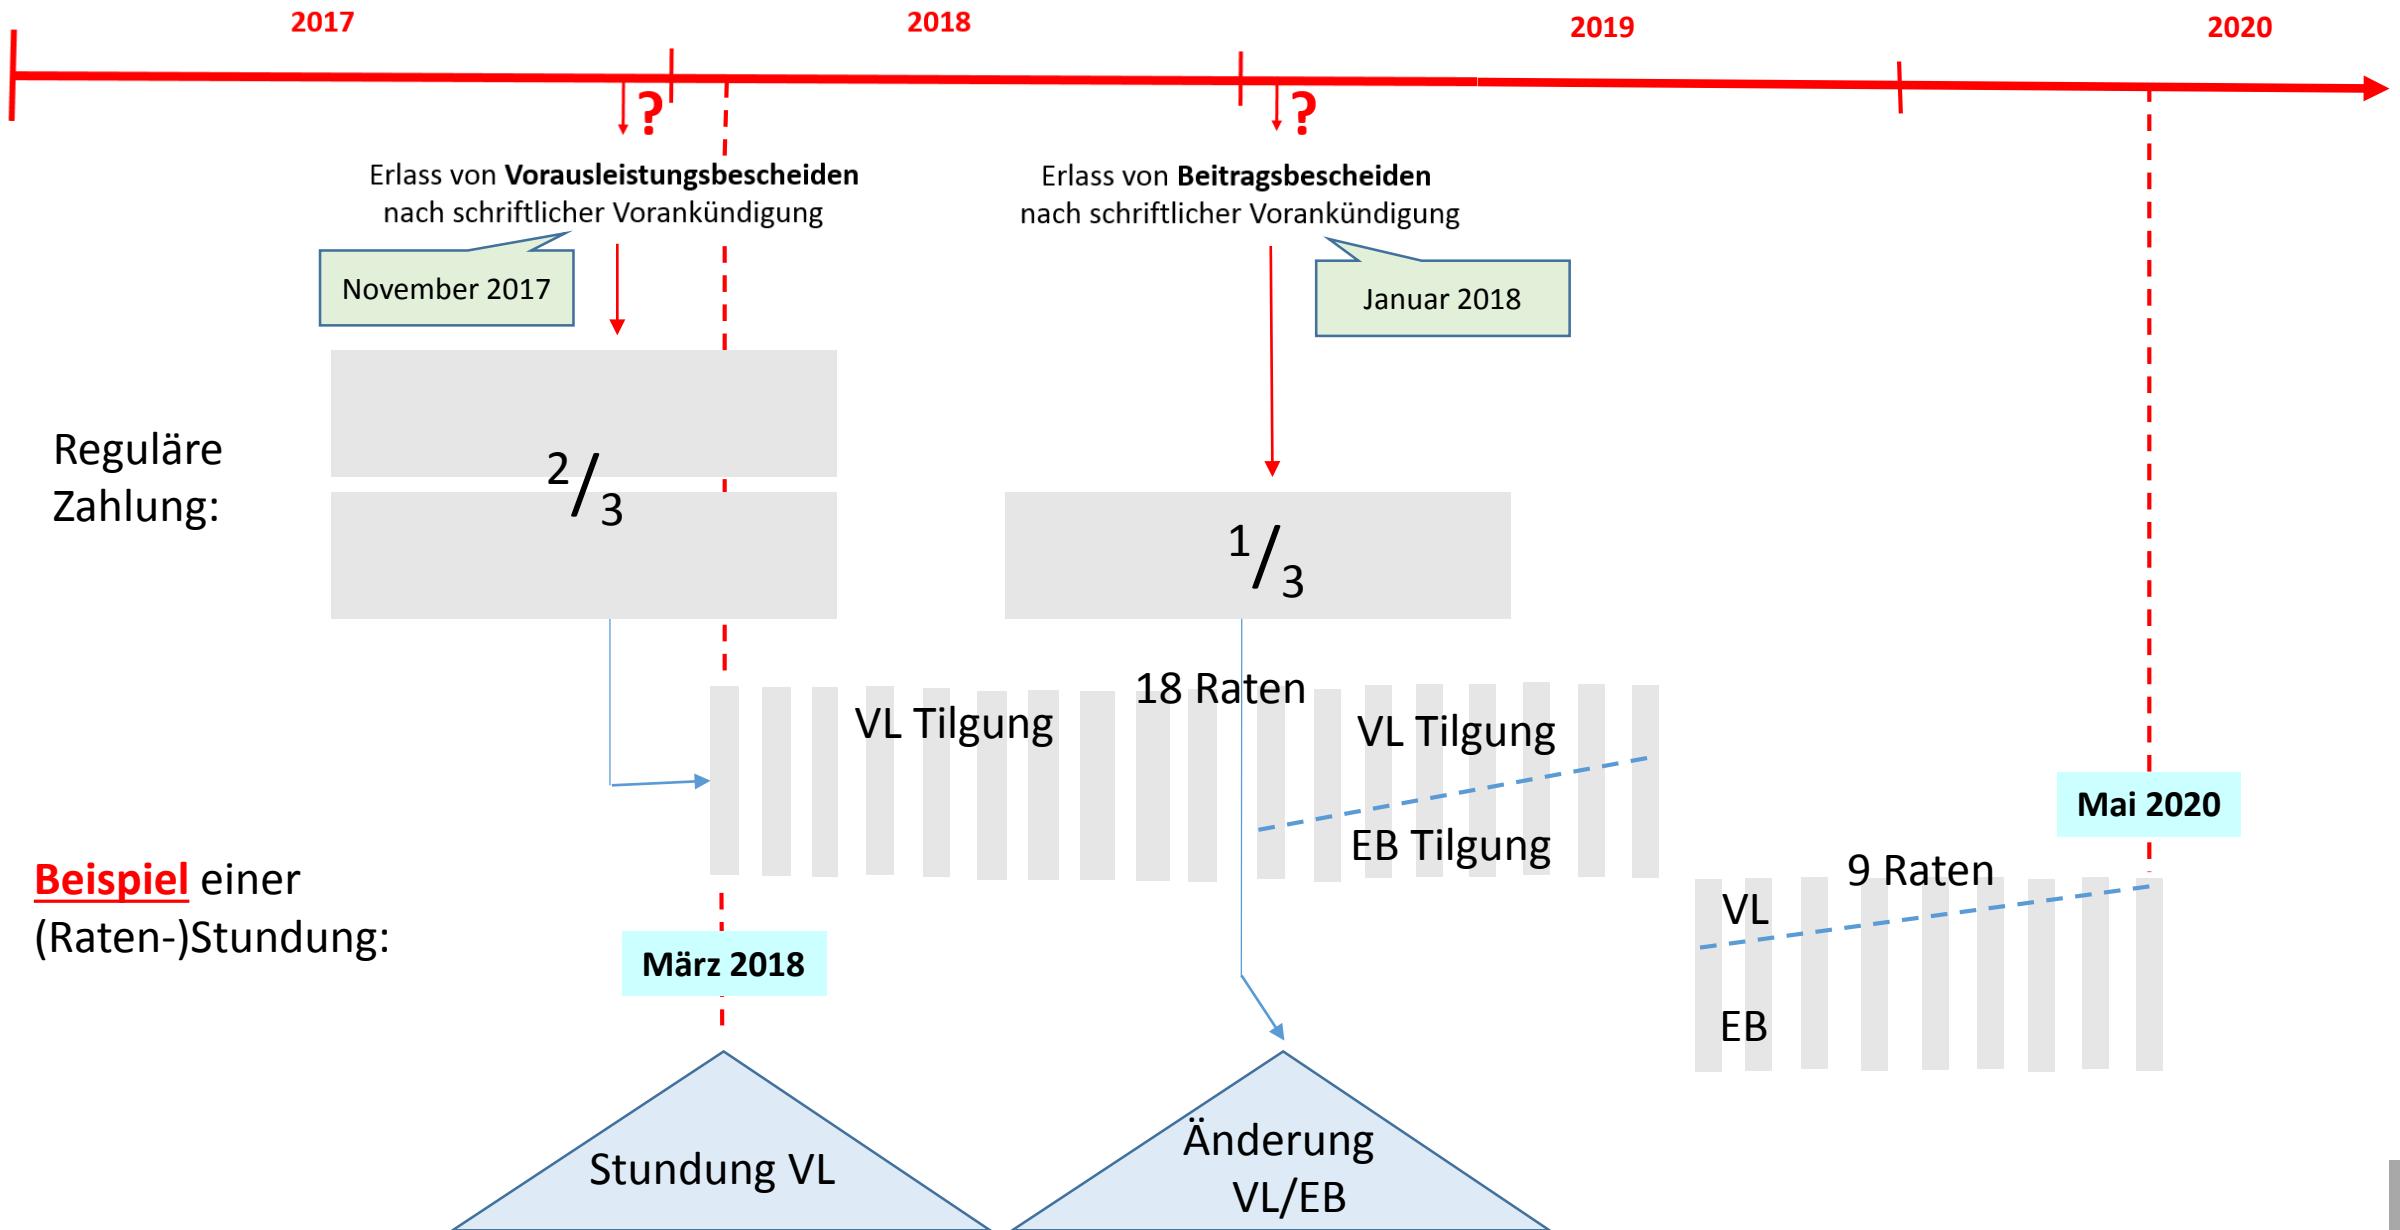 2017
2018
2019
2020
?
?
Erlass von Vorausleistungsbescheiden
nach schriftlicher Vorankündigung
Erlass von Beitragsbescheiden
nach schriftlicher Vorankündigung
November 2017
Januar 2018
Reguläre
Zahlung:
2/3
1/3
18 Raten
VL Tilgung
VL Tilgung
EB Tilgung
Mai 2020
Beispiel einer
(Raten-)Stundung:
9 Raten
VL
EB
März 2018
Stundung VL
Änderung
VL/EB